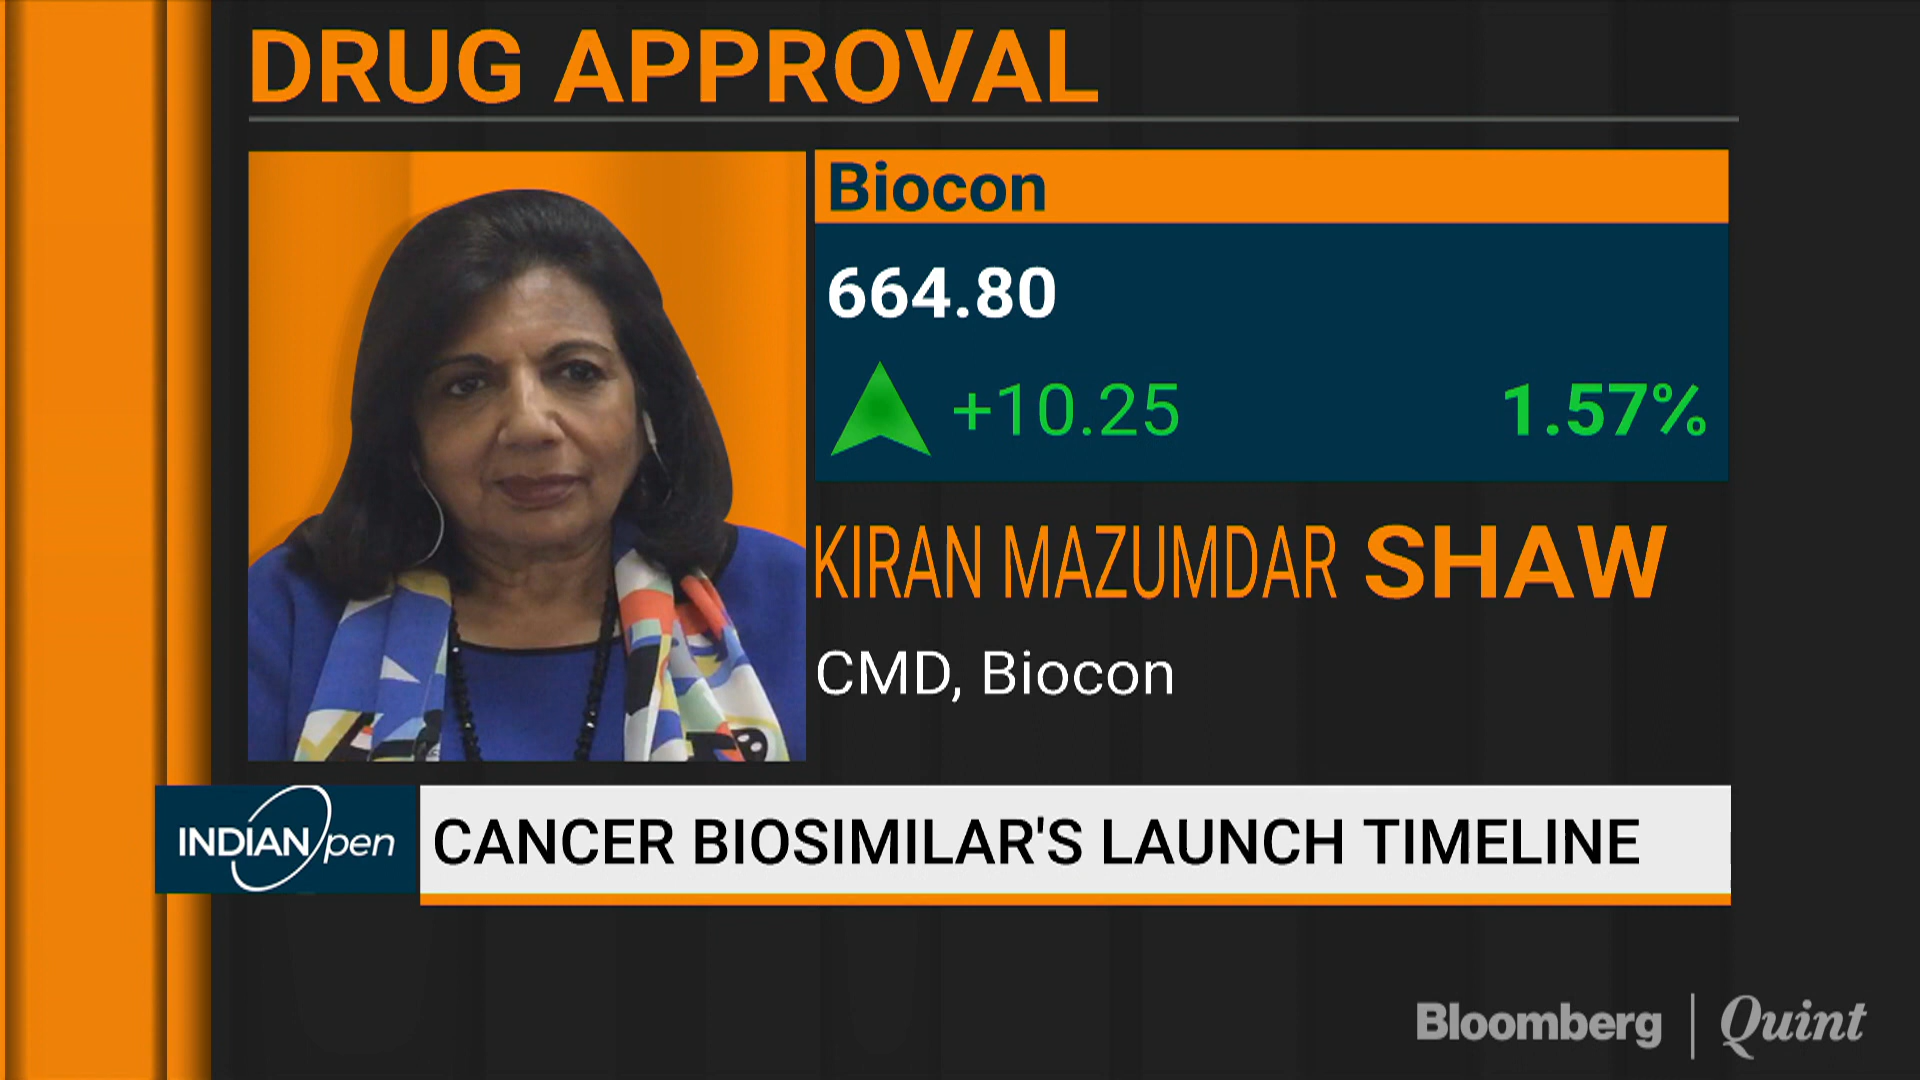 DRUG APPROVAL
Biocon
664.80
+10.25 1.57%
KIRAN MAZUMDAR SHAW
CMD, Biocon
INDIAN Open
CANCER BIOSIMILAR'S LAUNCH TIMELINE
Bloomberg | Quint